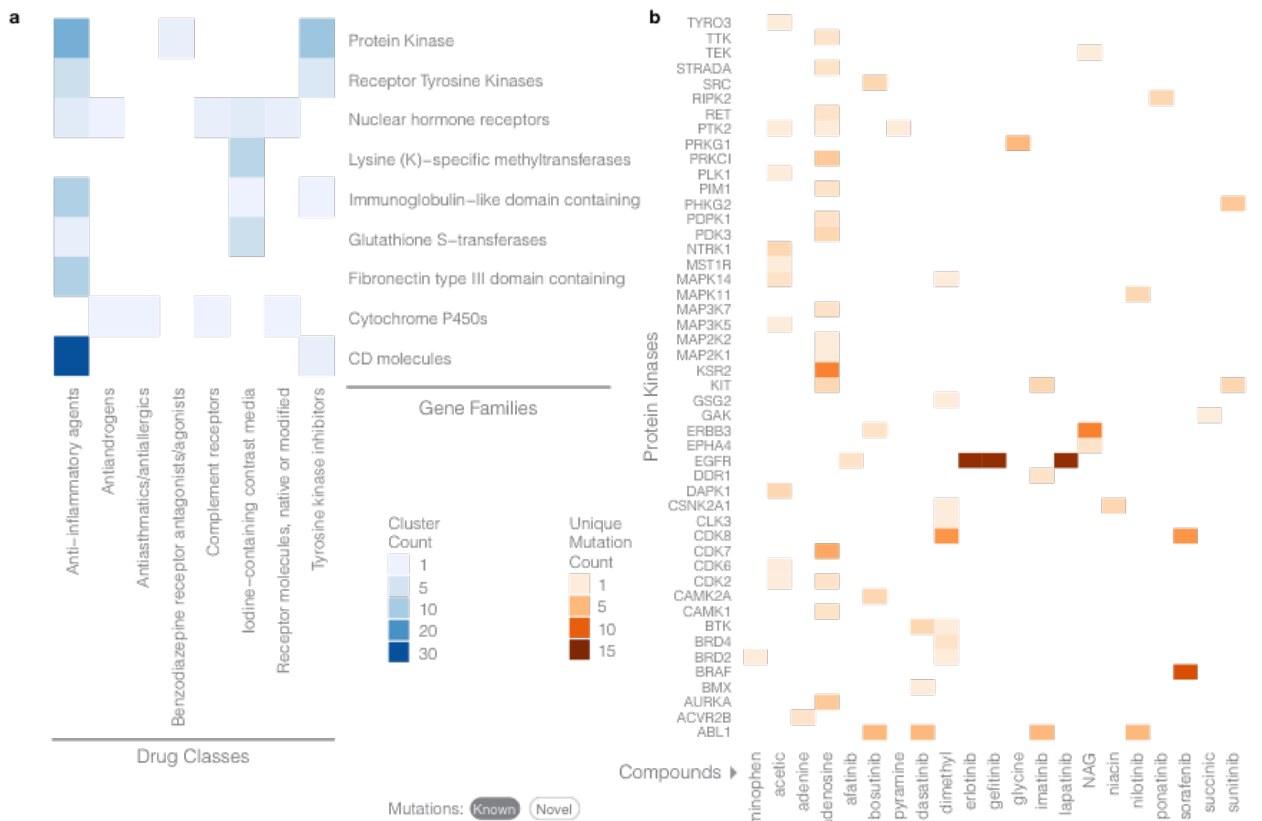 a
Protein Kinase
Receptor Tyrosine Kinases
Nuclear hormone receptors
Lysine (K)−specific methyltransferases
Immunoglobulin−like domain containing
Glutathione S−transferases
Fibronectin type III domain containing
Cytochrome P450s
CD molecules
Gene Families
Anti−inflammatory agents
Antiandrogens
Antiasthmatics/antiallergics
Benzodiazepine receptor antagonists/agonists
Complement receptors
Iodine−containing contrast media
Receptor molecules, native or modified
Tyrosine kinase inhibitors
Drug Classes
Cluster
Count
1
5
10
20
30
Unique
Mutation
Count
1
5
10
15
Mutations: Known Novel
b
Protein Kinases
TYRO3
TTK
TEK
STRADA
SRC
RIPK2
RET
PTK2
PRKG1
PRKCI
PLK1
PIM1
PHKG2
PDPK1
PDK3
NTRK1
MST1R
MAPK14
MAPK11
MAP3K7
MAP3K5
MAP2K2
MAP2K1
KSR2
KIT
GSG2
GAK
ERBB3
EPHA4
EGFR
DDR1
DAPK1
CSNK2A1
CLK3
CDK8
CDK7
CDK6
CDK2
CAMK2A
CAMK1
BTK
BRD4
BRD2
BRAF
BMX
AURKA
ACVR2B
ABL1
Compounds
minophen
acetic
adenine
denosine
afatinib
bosutinib
pyramine
dasatinib
dimethyl
erlotinib
gefitinib
glycine
imatinib
lapatinib
NAG
niacin
nilotinib
ponatinib
sorafenib
succinic
sunitinib